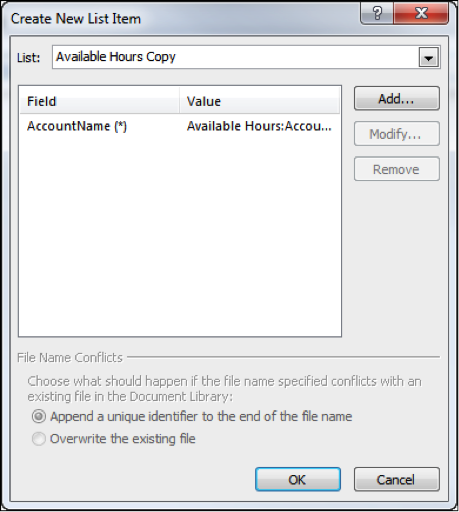 Create New List Item
?
X
List: Available Hours Copy
Field Value
AccountName (*) Available Hours:Accou...
Add...
Modify...
Remove
File Name Conflicts
Choose what should happen if the file name specified conflicts with an
existing file in the Document Library:
Append a unique identifier to the end of the file name
Overwrite the existing file
OK Cancel